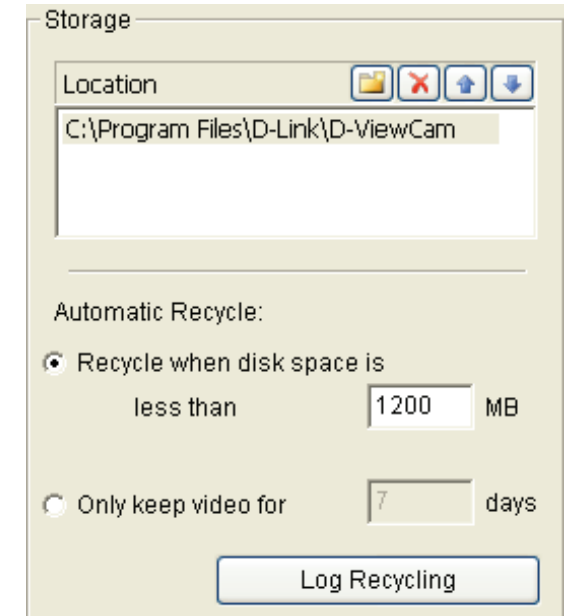 Storage
Location
C:\Program Files\D-Link\D-ViewCam
Automatic Recycle:
Recycle when disk space is
less than 1200 MB
Only keep video for 7 days
Log Recycling